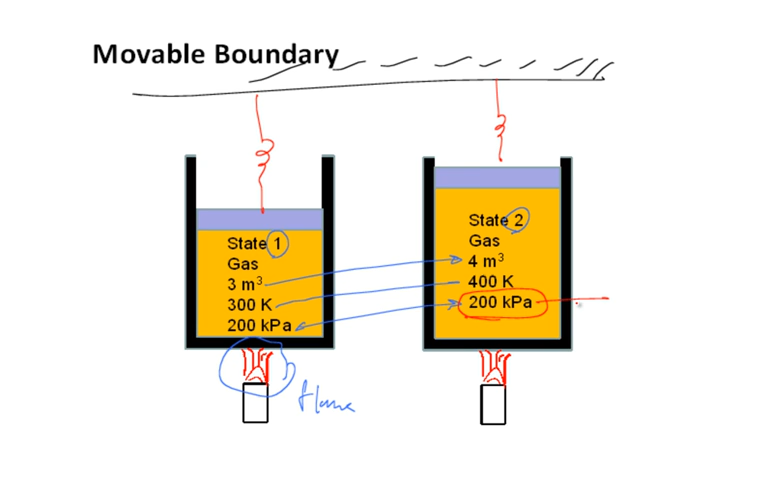 Movable Boundary
State 1
Gas
3 m³
300 K
200 kPa
State 2
Gas
4 m³
400 K
200 kPa
flame